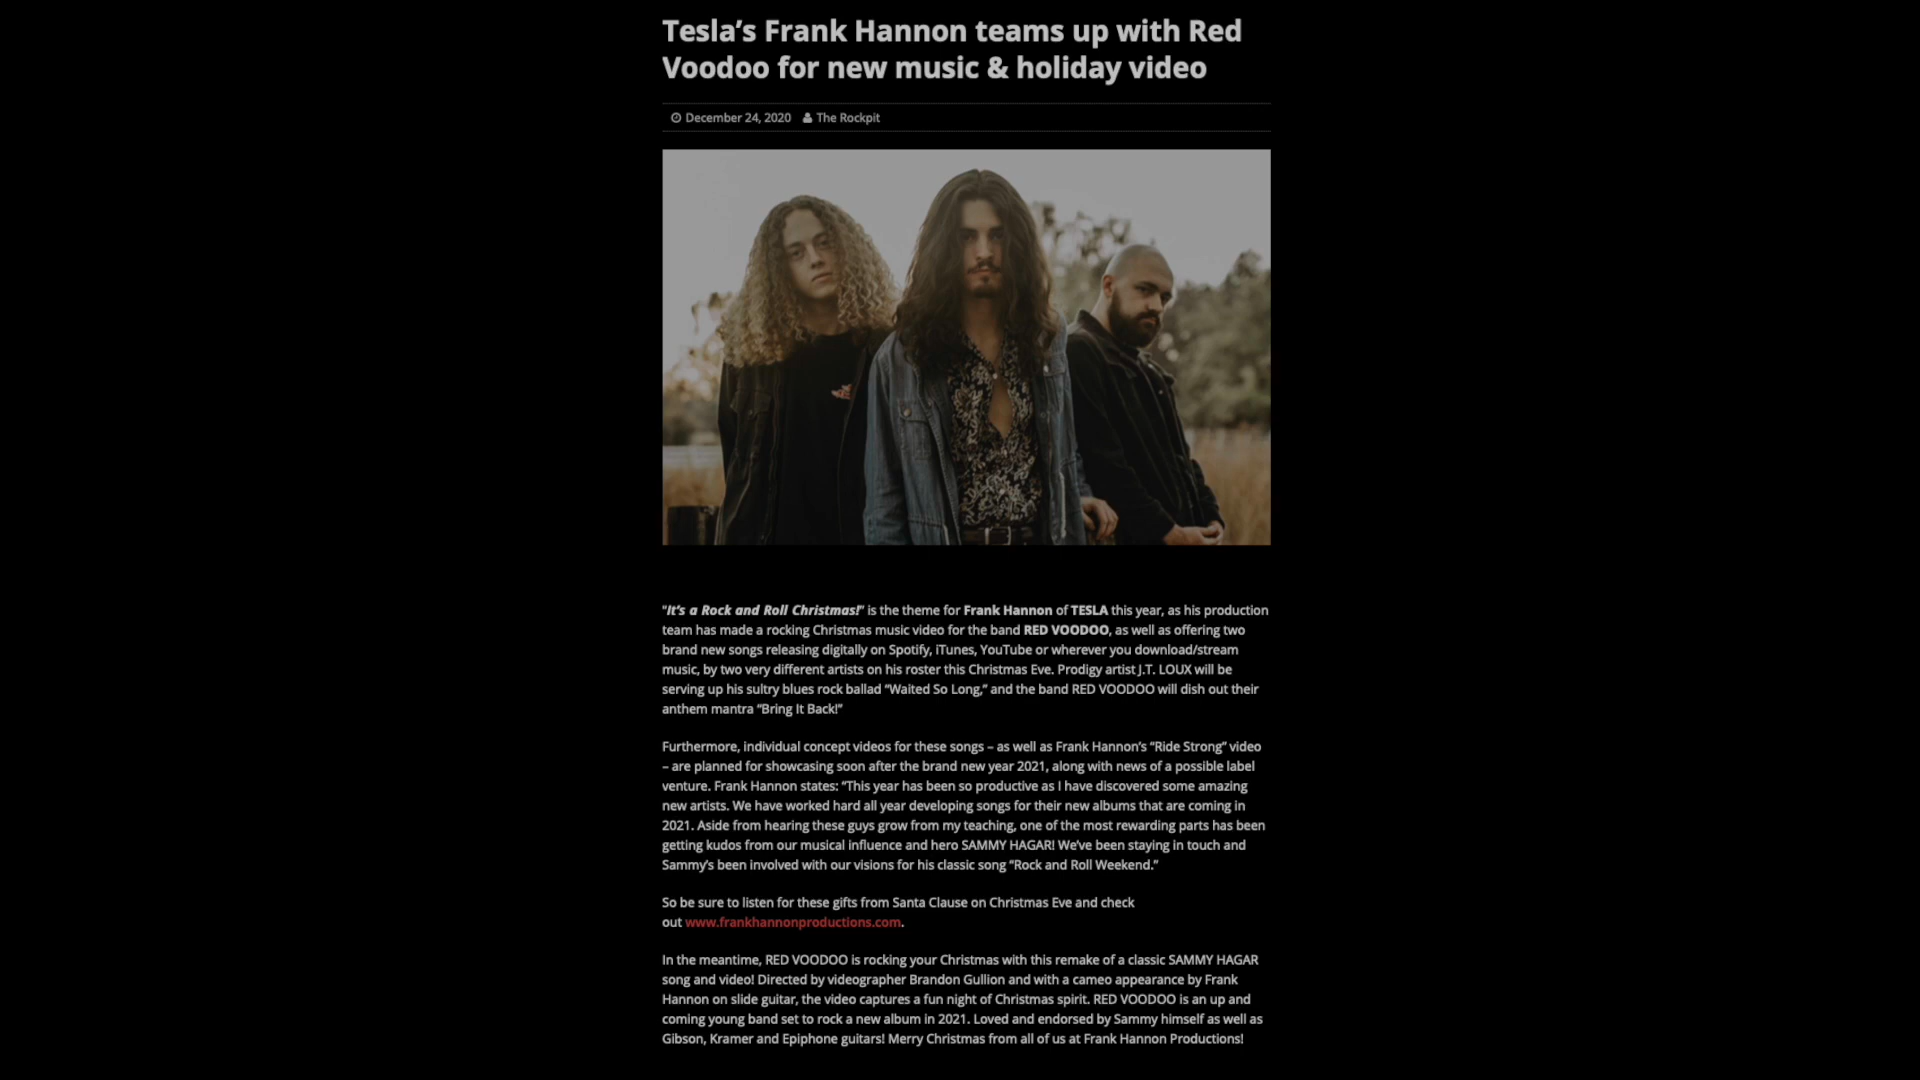 Tesla’s Frank Hannon teams up with Red
Voodoo for new music & holiday video
December 24, 2020 The Rockpit
“It’s a Rock and Roll Christmas!” is the theme for Frank Hannon of TESLA this year, as his production
team has made a rocking Christmas music video for the band RED VOODOO, as well as offering two
brand new songs releasing digitally on Spotify, iTunes, YouTube or wherever you download/stream
music, by two very different artists on his roster this Christmas Eve. Prodigy artist J.T. LOUX will be
serving up his sultry blues rock ballad “Waited So Long,” and the band RED VOODOO will dish out their
anthem mantra “Bring It Back!”
Furthermore, individual concept videos for these songs – as well as Frank Hannon’s “Ride Strong” video
– are planned for showcasing soon after the brand new year 2021, along with news of a possible label
venture. Frank Hannon states: “This year has been so productive as I have discovered some amazing
new artists. We have worked hard all year developing songs for their new albums that are coming in
2021. Aside from hearing these guys grow from my teaching, one of the most rewarding parts has been
getting kudos from our musical influence and hero SAMMY HAGAR! We’ve been staying in touch and
Sammy’s been involved with our visions for his classic song “Rock and Roll Weekend.”
So be sure to listen for these gifts from Santa Clause on Christmas Eve and check
out www.frankhannonproductions.com.
In the meantime, RED VOODOO is rocking your Christmas with this remake of a classic SAMMY HAGAR
song and video! Directed by videographer Brandon Gullion and with a cameo appearance by Frank
Hannon on slide guitar, the video captures a fun night of Christmas spirit. RED VOODOO is an up and
coming young band set to rock a new album in 2021. Loved and endorsed by Sammy himself as well as
Gibson, Kramer and Epiphone guitars! Merry Christmas from all of us at Frank Hannon Productions!